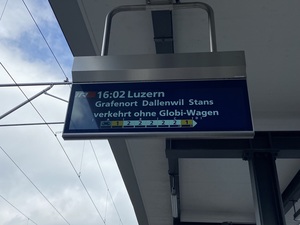 16:02 Luzern
Grafenort Dallenwil Stans
verkehrt ohne Globi-Wagen